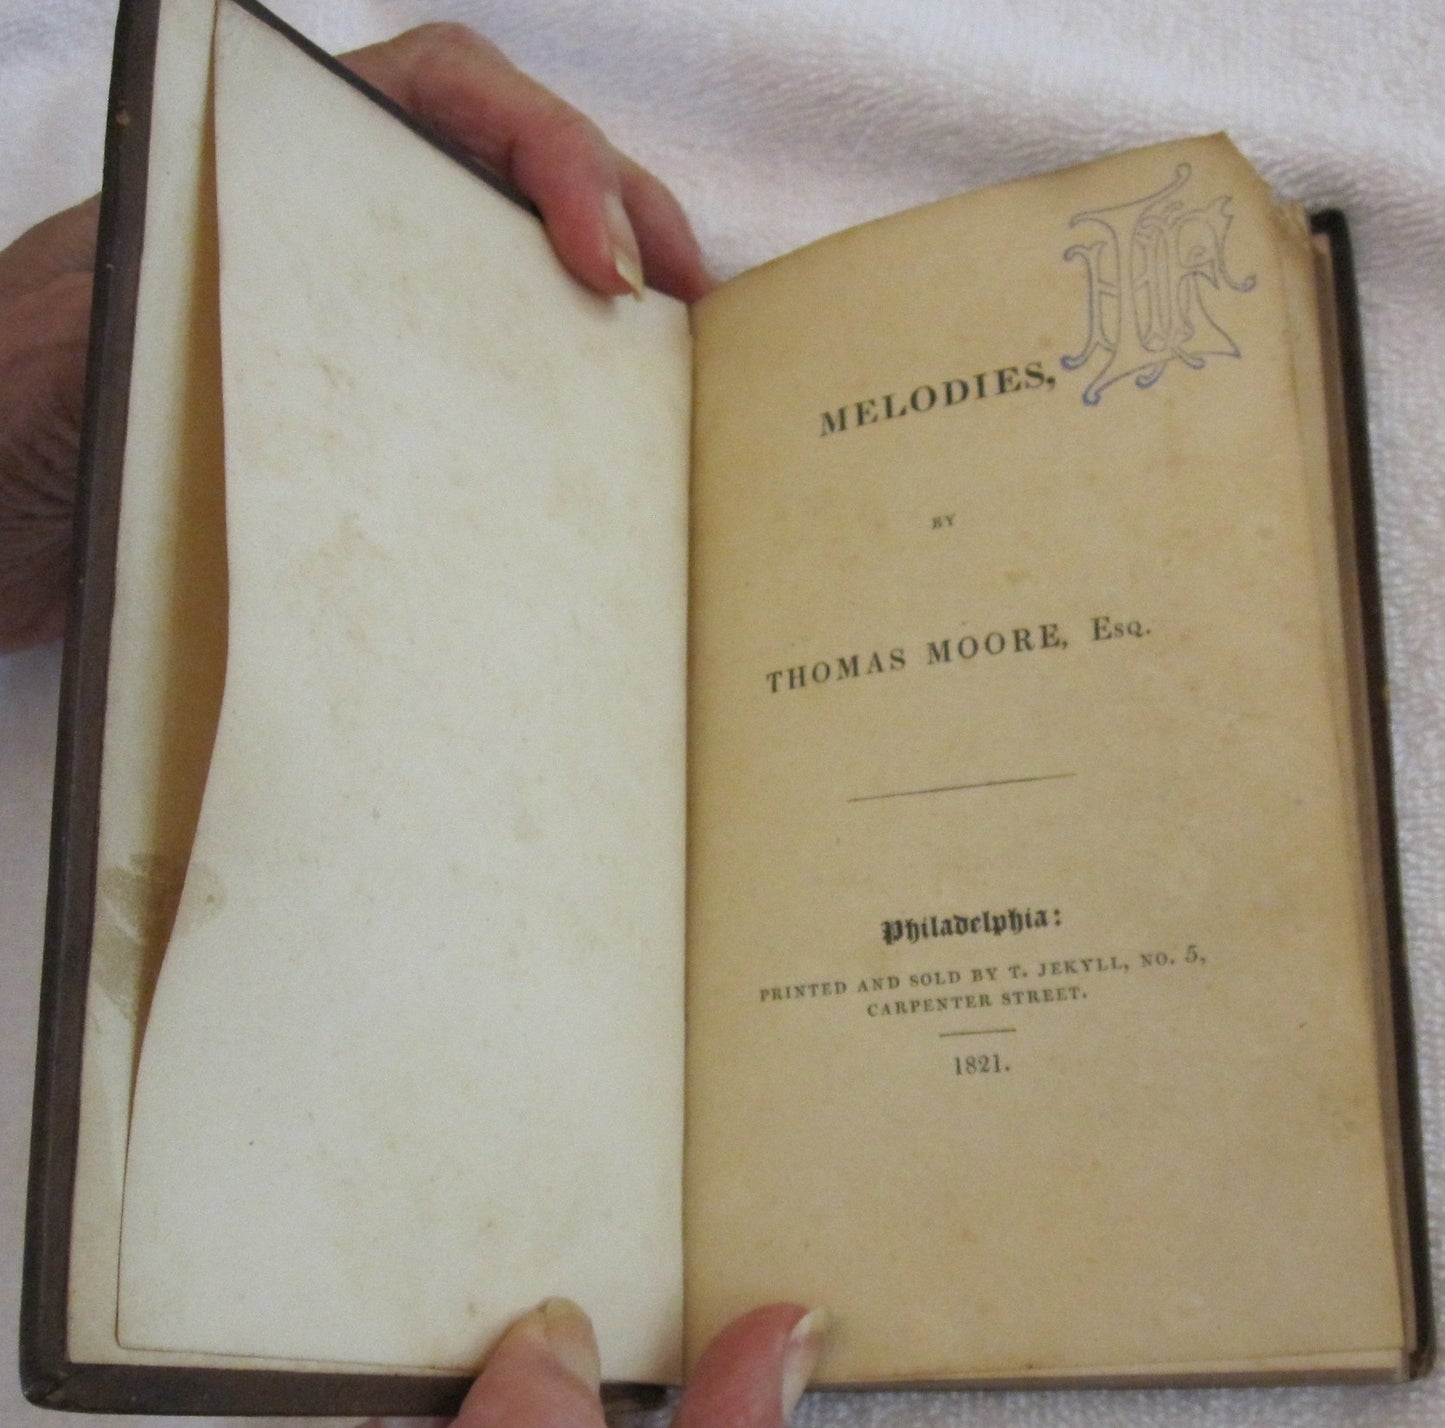 MELODIES,
BY
THOMAS MOORE, Esq.
Philadelphia:
PRINTED AND SOLD BY T. JEKYLL, NO. 5,
CARPENTER STREET.
1821.